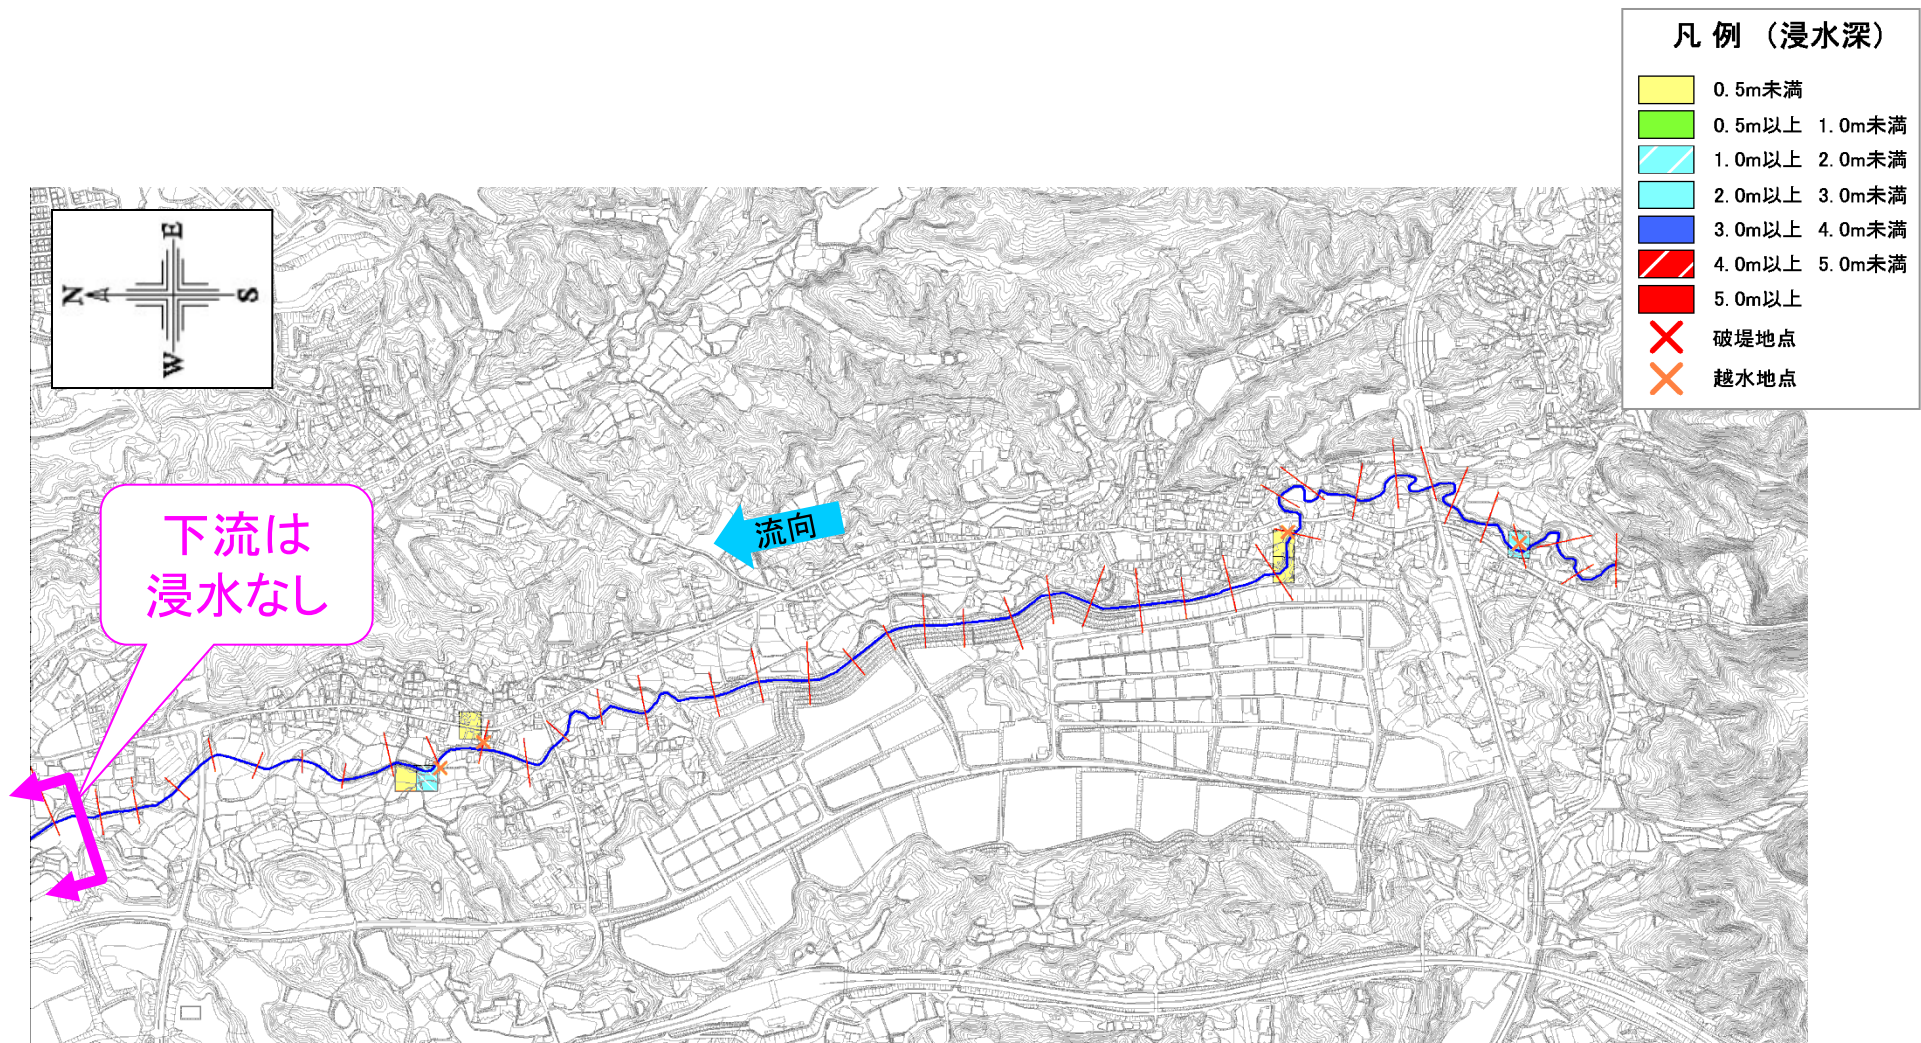 凡 例 （浸水深）
0.5m未満
0.5m以上 1.0m未満
1.0m以上 2.0m未満
2.0m以上 3.0m未満
3.0m以上 4.0m未満
4.0m以上 5.0m未満
5.0m以上
破堤地点
越水地点
E
N
S
W
下流は
浸水なし
流向